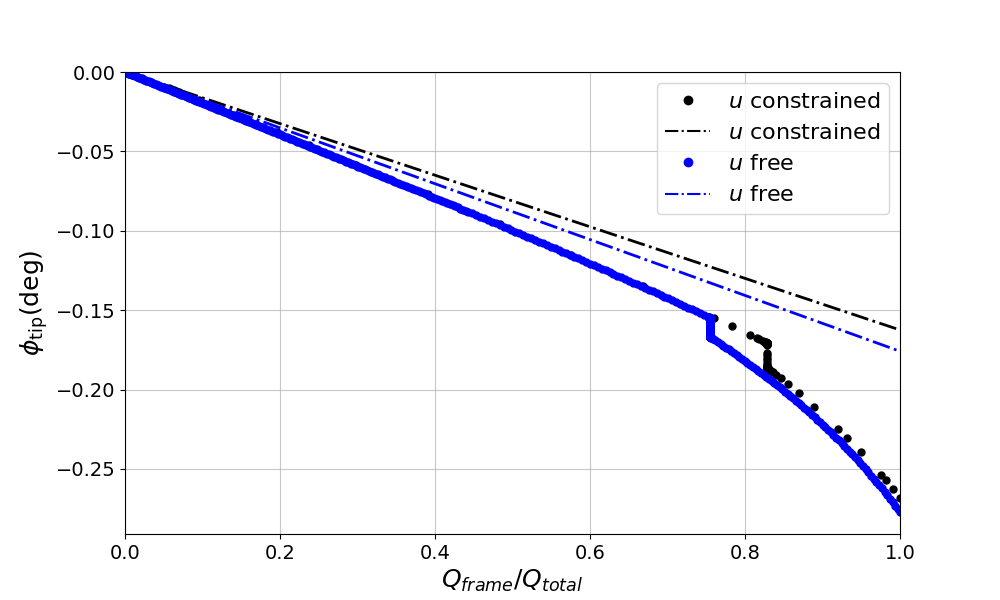 0.00
−0.05
−0.10
−0.15
−0.20
−0.25
ϕtip(deg)
u constrained
u constrained
u free
u free
0.0 0.2 0.4 0.6 0.8 1.0
Qframe/Qtotal